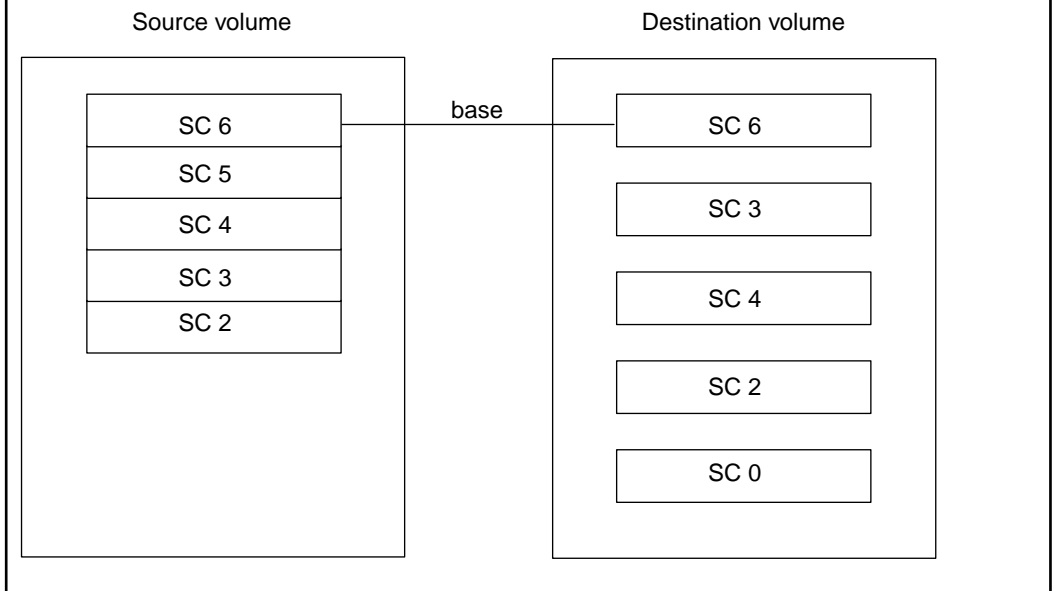 Source volume
Destination volume
base
SC 6
SC 5
SC 4
SC 3
SC 2
SC 6
SC 3
SC 4
SC 2
SC 0